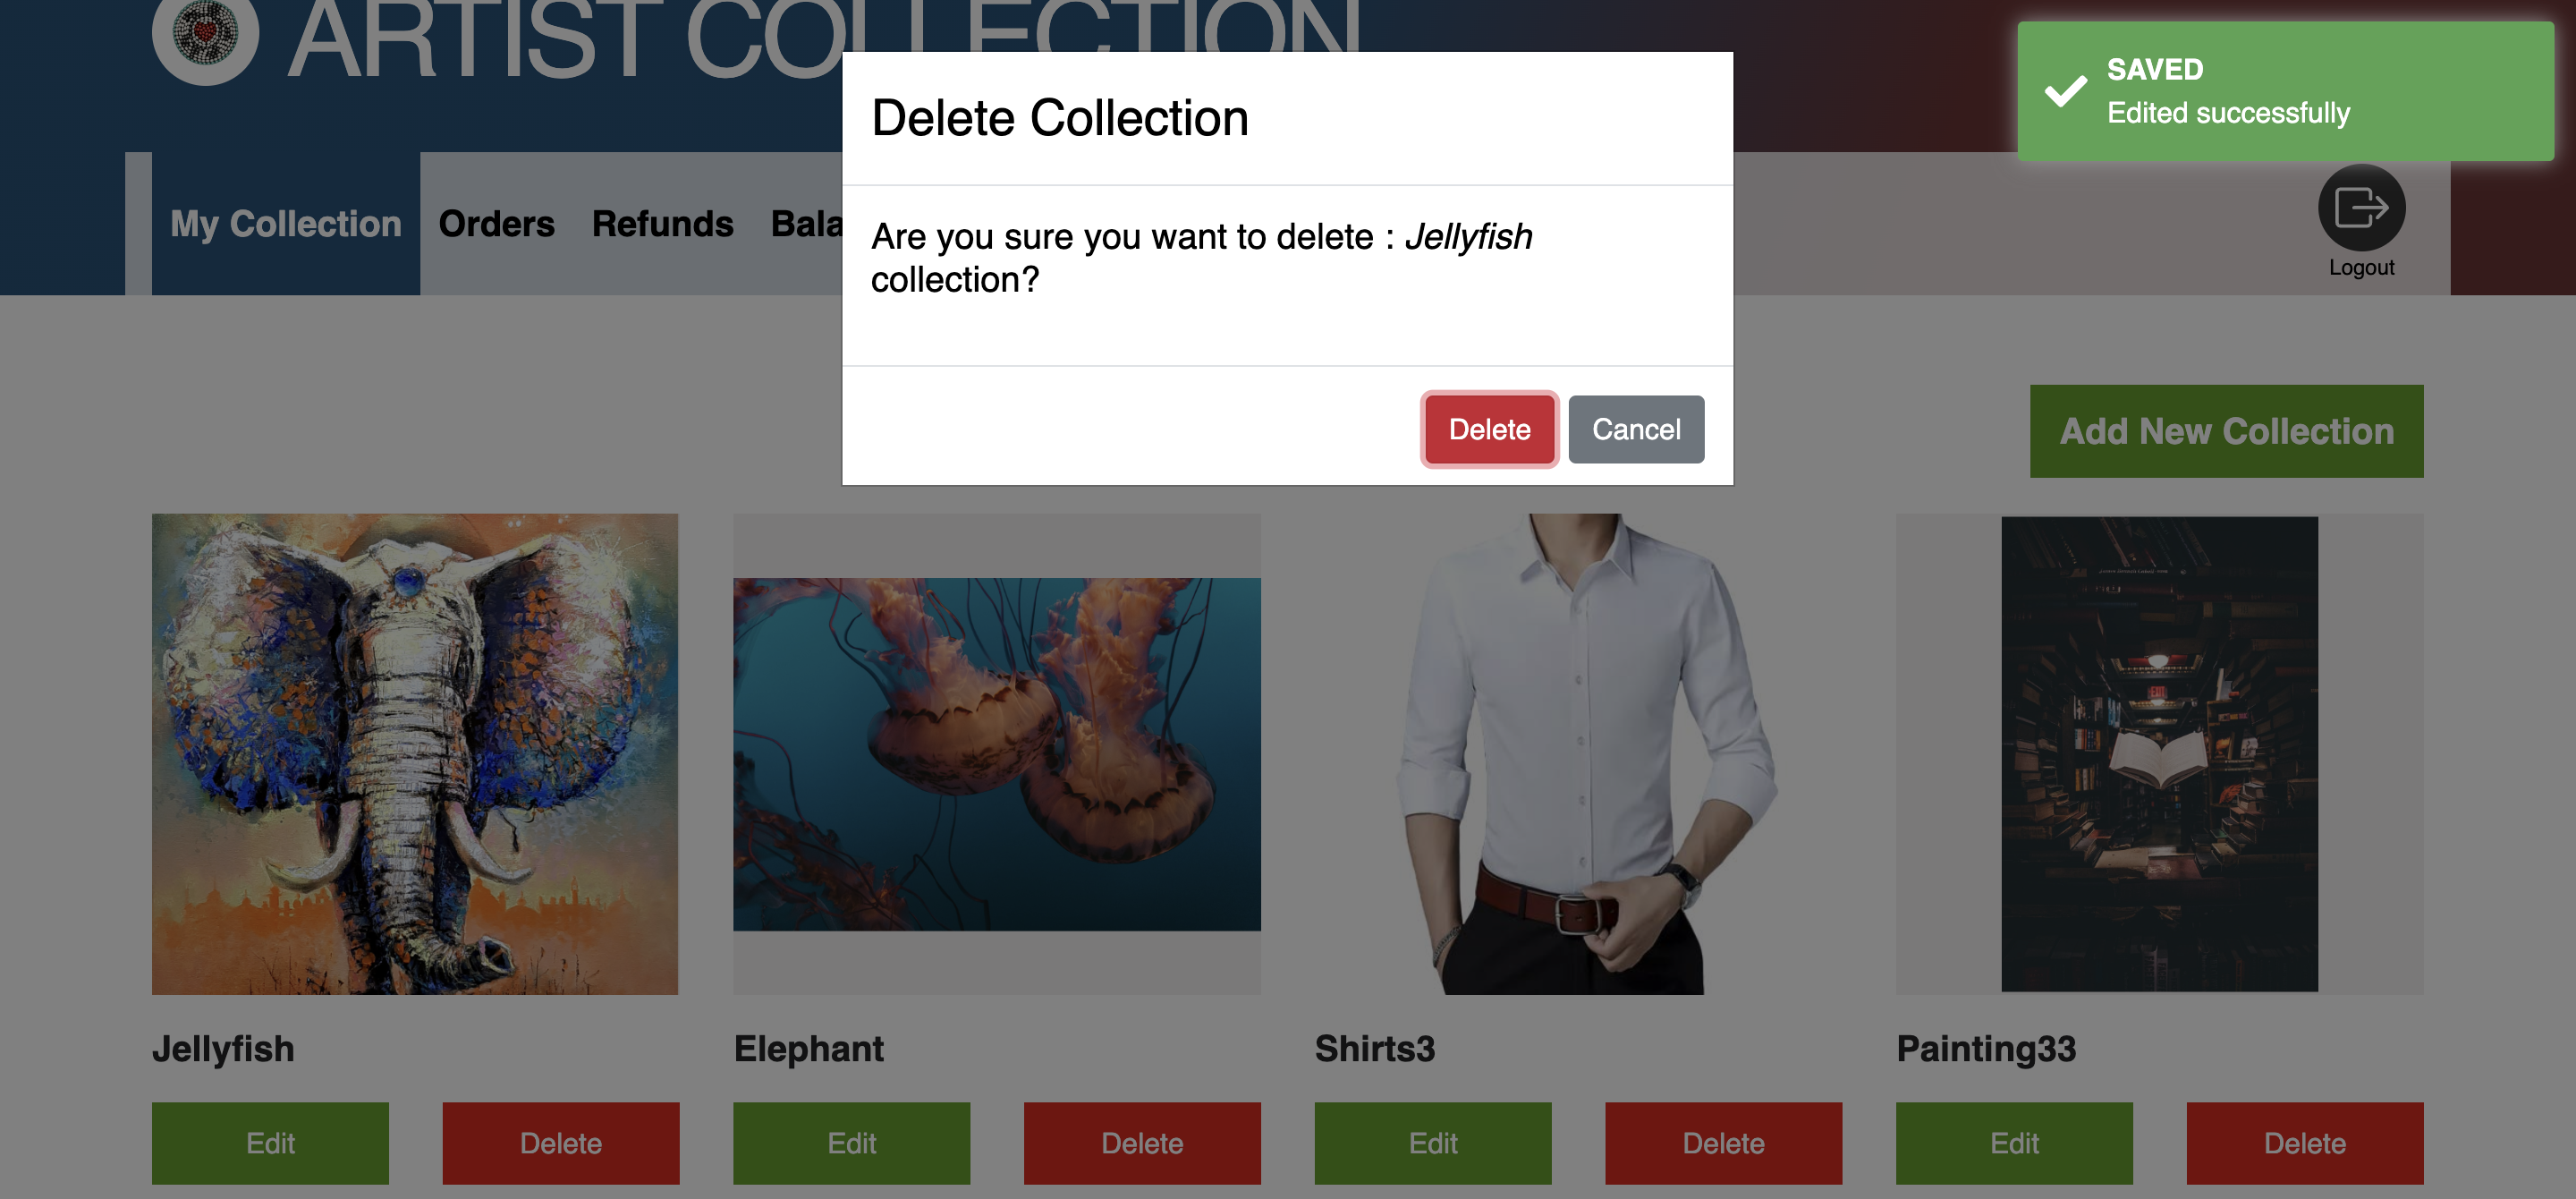 ARTIST COLLECTION
SAVED
Edited successfully
Delete Collection
My Collection
Orders
Refunds
Bala
Logout
Are you sure you want to delete : Jellyfish
collection?
Delete
Cancel
Add New Collection
EXIT
Jellyfish
Elephant
Shirts3
Painting33
Edit
Delete
Edit
Delete
Edit
Delete
Edit
Delete